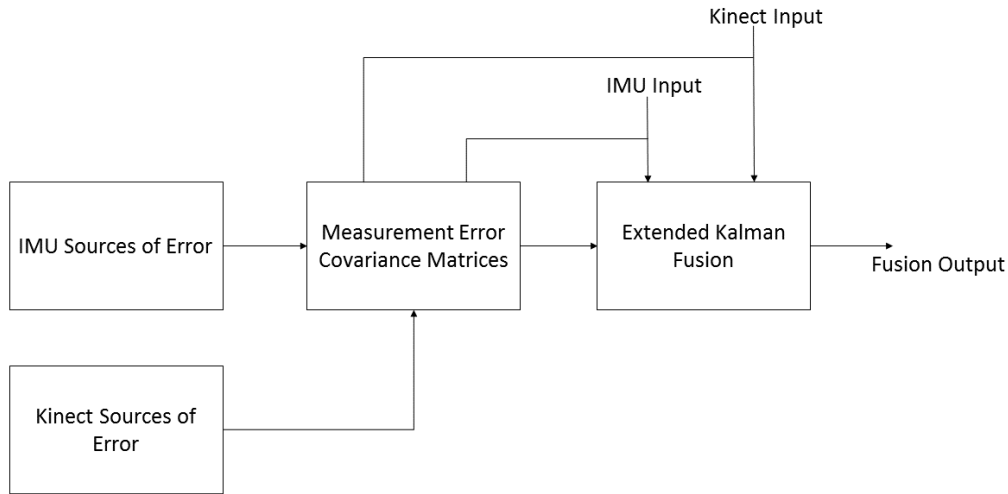 Kinect Input
IMU Input
IMU Sources of Error
Measurement Error
Covariance Matrices
Extended Kalman
Fusion
Fusion Output
Kinect Sources of
Error